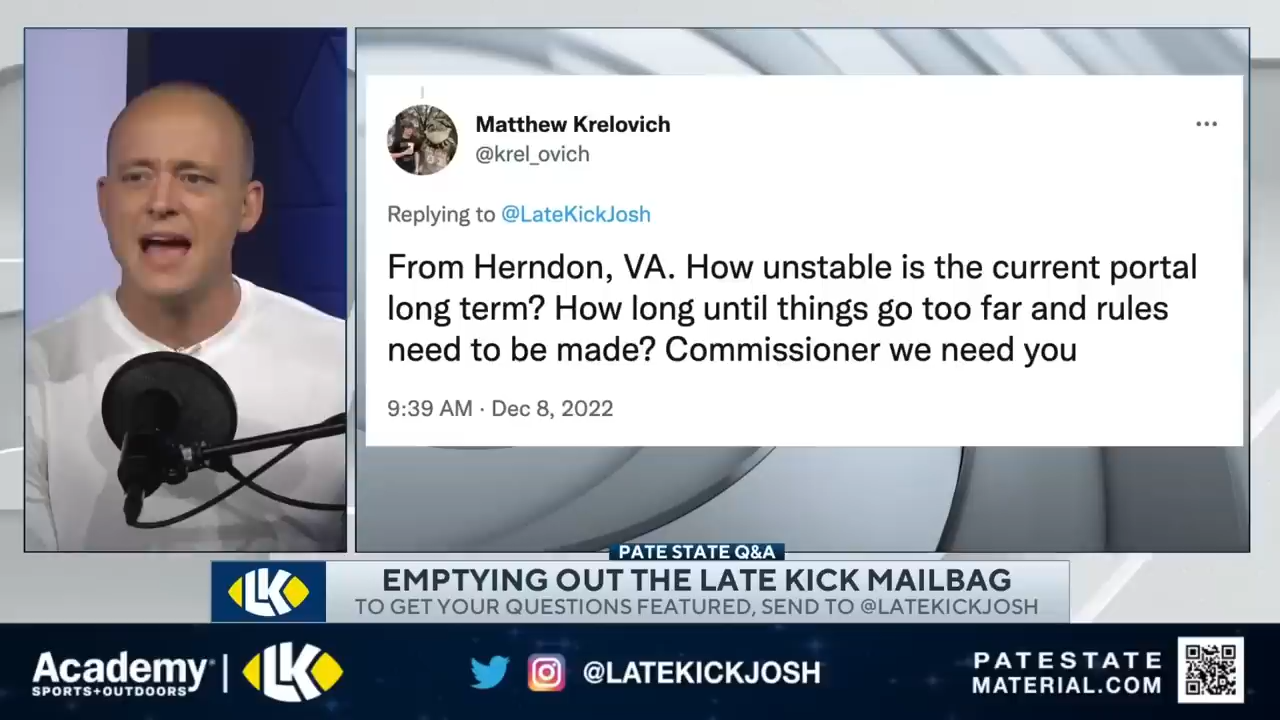 Matthew Krelovich
@krel_ovich
Replying to @LateKickJosh
From Herndon, VA. How unstable is the current portal
long term? How long until things go too far and rules
need to be made? Commissioner we need you
9:39 AM · Dec 8, 2022
PATE STATE Q&A
LK
EMPTYING OUT THE LATE KICK MAILBAG
TO GET YOUR QUESTIONS FEATURED, SEND TO @LATEKICKJOSH
Academy
SPORTS+OUTDOORS
LK
@LATEKICKJOSH
PATESTATE
MATERIAL.COM